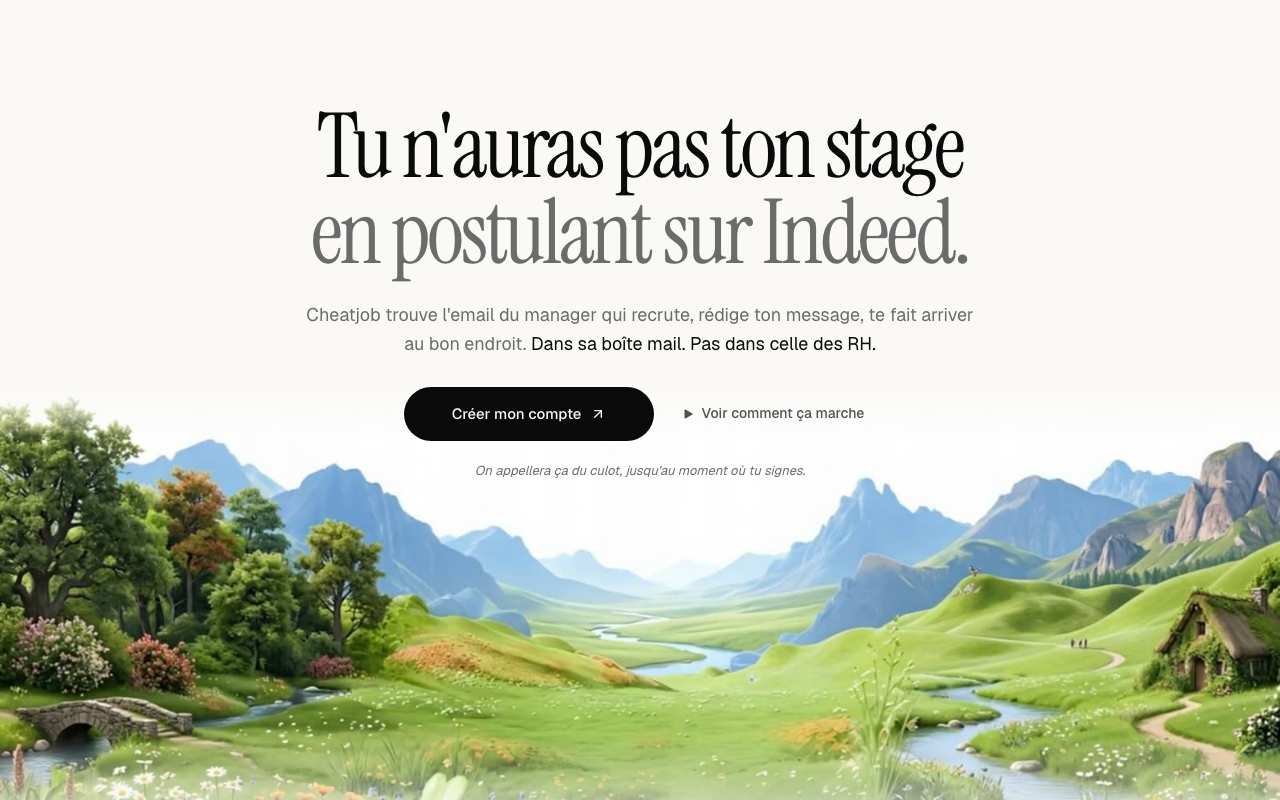 Tu n'auras pas ton stage
en postulant sur Indeed.
Cheatjob trouve l'email du manager qui recrute, rédige ton message, te fait arriver
au bon endroit. Dans sa boîte mail. Pas dans celle des RH.
Créer mon compte
Voir comment ça marche
On appellera ça du culot, jusqu'au moment où tu signes.